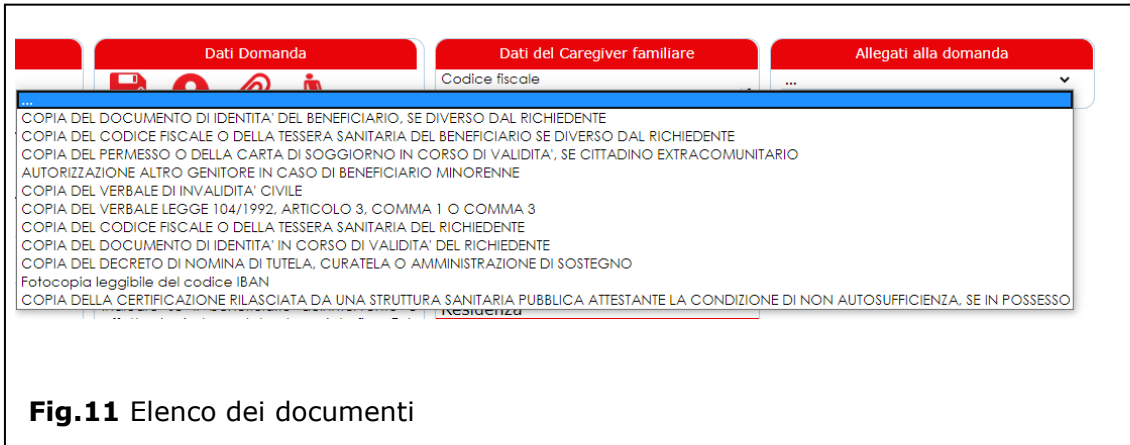 Dati Domanda
Dati del Caregiver familiare
Allegati alla domanda
Codice fiscale
...
...
COPIA DEL DOCUMENTO DI IDENTITA' DEL BENEFICIARIO, SE DIVERSO DAL RICHIEDENTE
COPIA DEL CODICE FISCALE O DELLA TESSERA SANITARIA DEL BENEFICIARIO SE DIVERSO DAL RICHIEDENTE
COPIA DEL PERMESSO O DELLA CARTA DI SOGGIORNO IN CORSO DI VALIDITA', SE CITTADINO EXTRACOMUNITARIO
AUTORIZZAZIONE ALTRO GENITORE IN CASO DI BENEFICIARIO MINORENNE
COPIA DEL VERBALE DI INVALIDITA' CIVILE
COPIA DEL VERBALE LEGGE 104/1992, ARTICOLO 3, COMMA 1 O COMMA 3
COPIA DEL CODICE FISCALE O DELLA TESSERA SANITARIA DEL RICHIEDENTE
COPIA DEL DOCUMENTO DI IDENTITA' IN CORSO DI VALIDITA' DEL RICHIEDENTE
COPIA DEL DECRETO DI NOMINA DI TUTELA, CURATELA O AMMINISTRAZIONE DI SOSTEGNO
Fotocopia leggibile del codice IBAN
COPIA DELLA CERTIFICAZIONE RILASCIATA DA UNA STRUTTURA SANITARIA PUBBLICA ATTESTANTE LA CONDIZIONE DI NON AUTOSUFFICIENZA, SE IN POSSESSO
Residenza
Fig.11 Elenco dei documenti